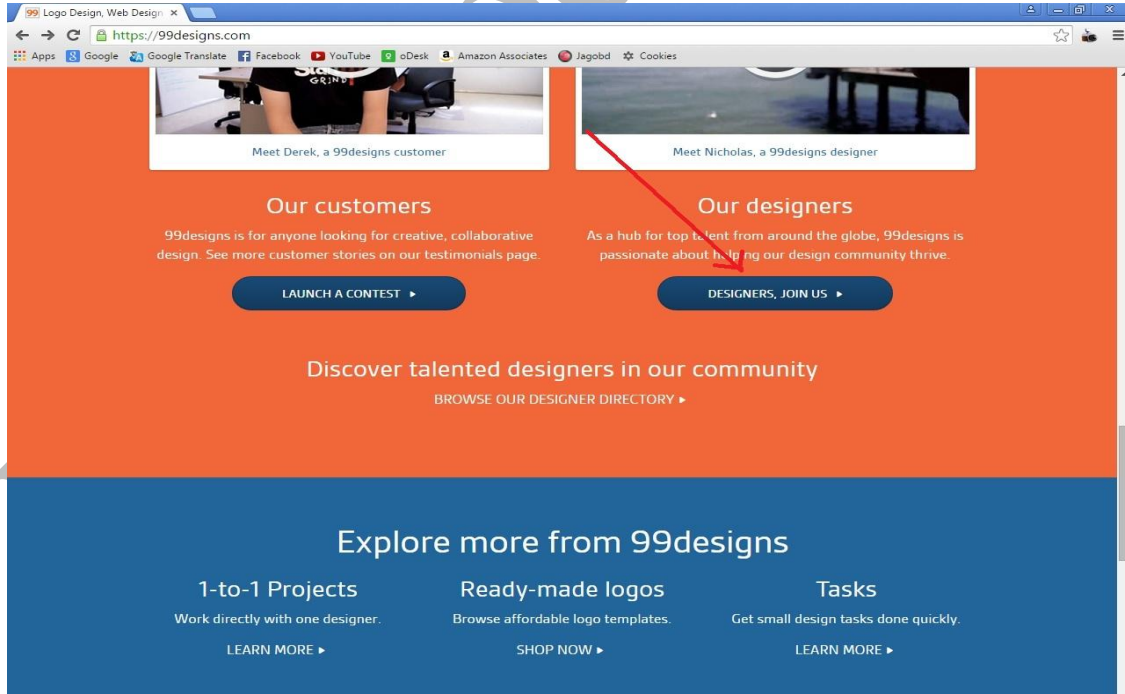 99 Logo Design, Web Design
https://99designs.com
Apps Google Google Translate Facebook YouTube oDesk Amazon Associates Jagobd Cookies
GRIND
Meet Derek, a 99designs customer
Meet Nicholas, a 99designs designer
Our customers
99designs is for anyone looking for creative, collaborative
design. See more customer stories on our testimonials page.
LAUNCH A CONTEST
Our designers
As a hub for top talent from around the globe, 99designs is
passionate about helping our design community thrive.
DESIGNERS, JOIN US
Discover talented designers in our community
BROWSE OUR DESIGNER DIRECTORY
Explore more from 99designs
1-to-1 Projects
Work directly with one designer.
LEARN MORE
Ready-made logos
Browse affordable logo templates.
SHOP NOW
Tasks
Get small design tasks done quickly.
LEARN MORE